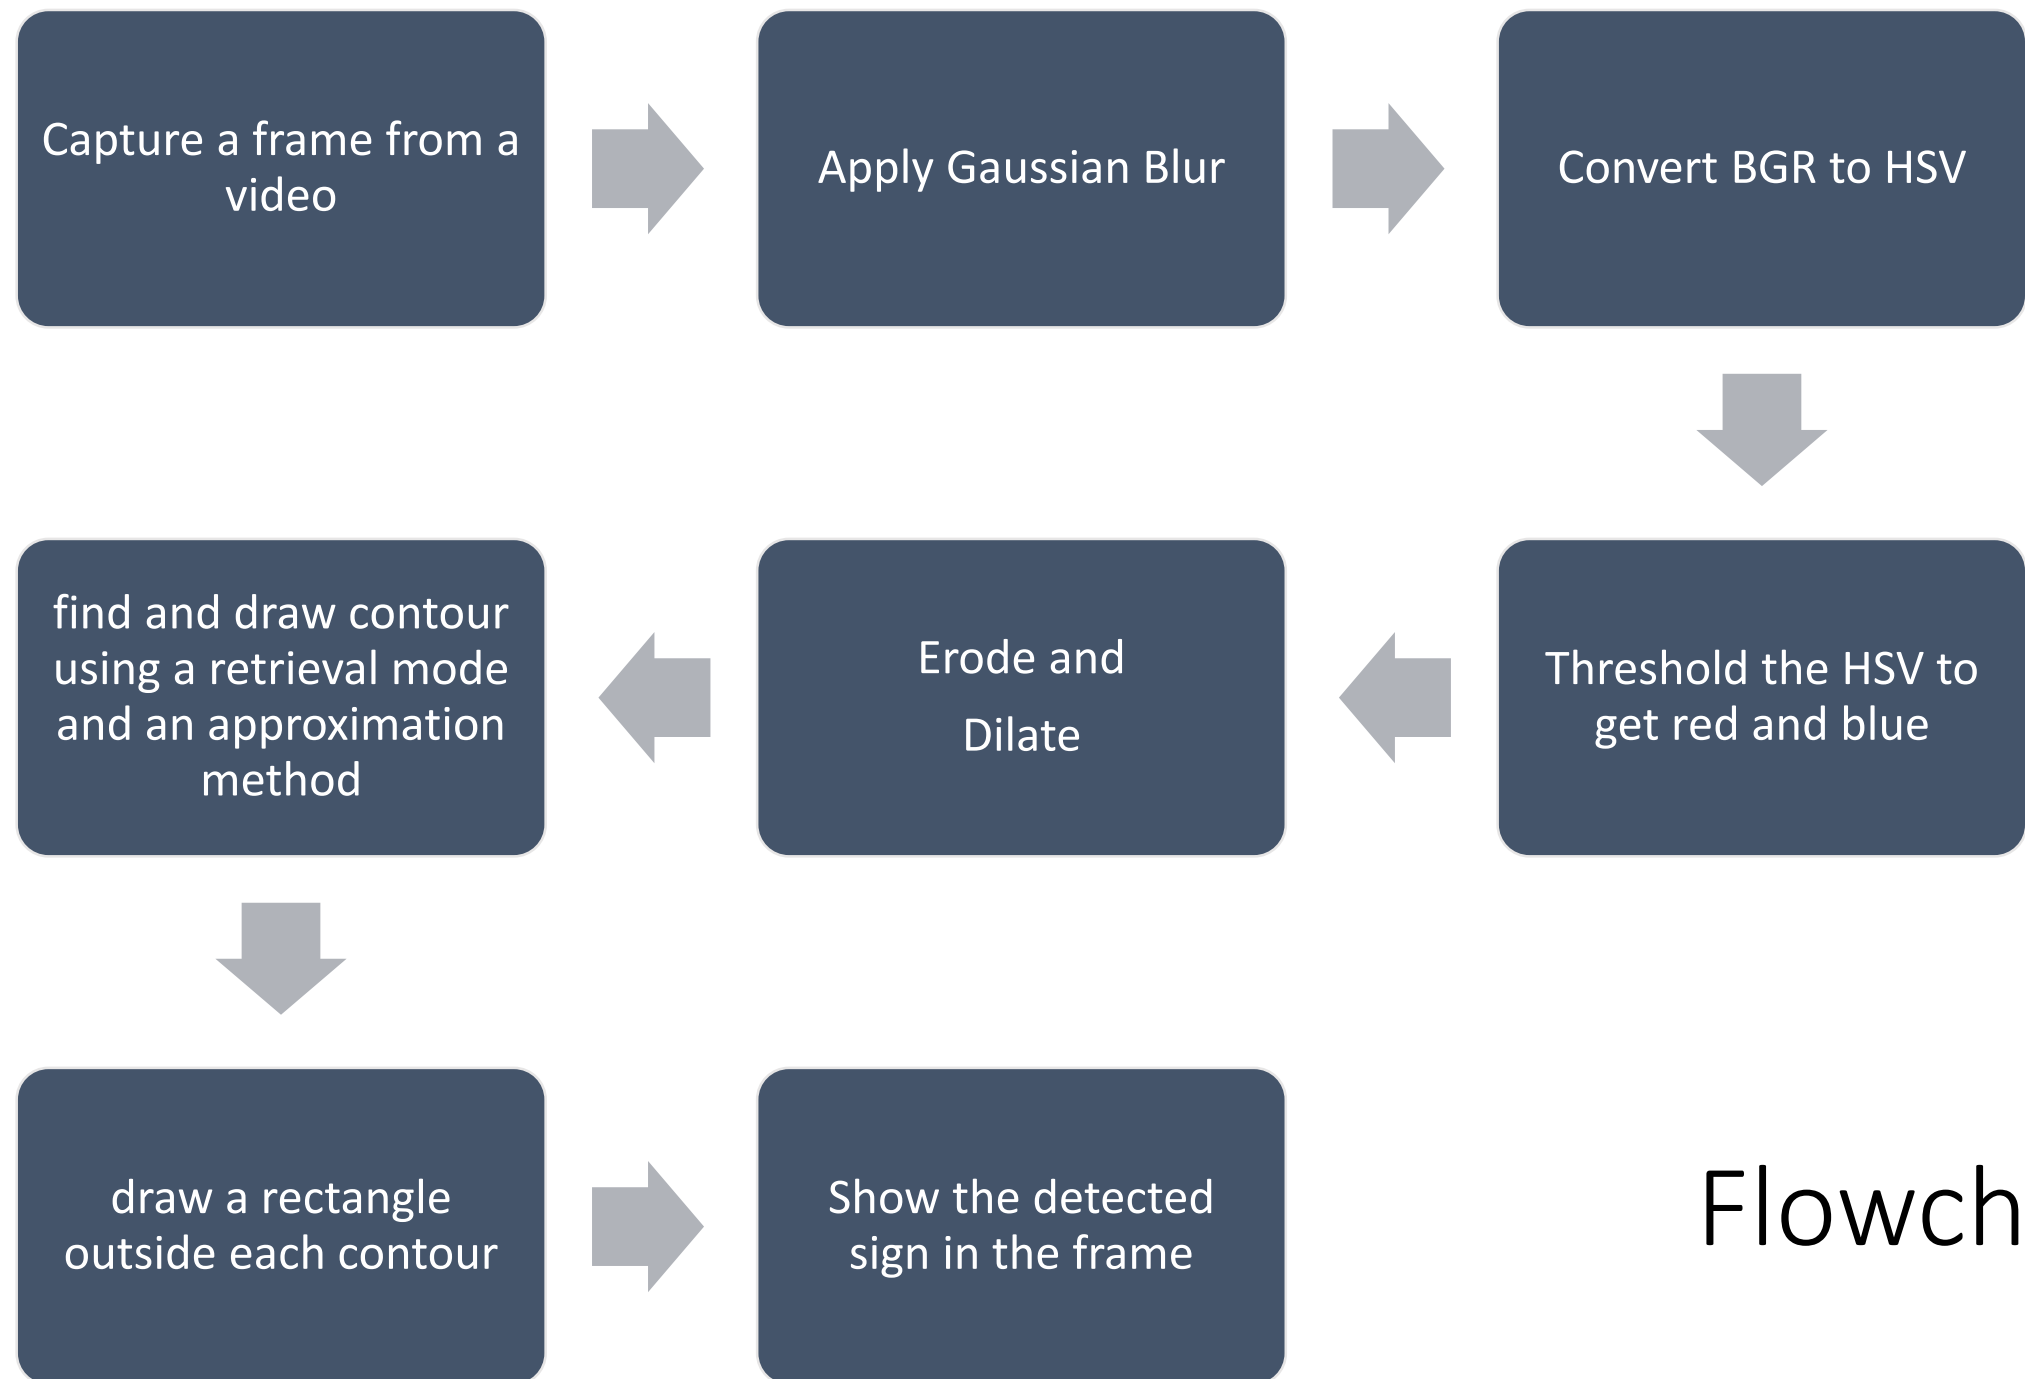 Capture a frame from a
video
Apply Gaussian Blur
Convert BGR to HSV
Threshold the HSV to
get red and blue
Erode and
Dilate
find and draw contour
using a retrieval mode
and an approximation
method
draw a rectangle
outside each contour
Show the detected
sign in the frame
Flowch